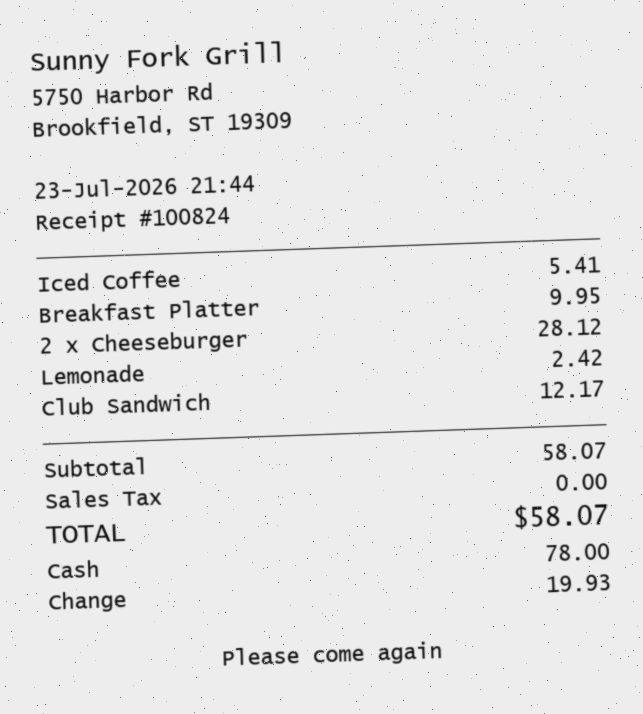 Sunny Fork Grill
5750 Harbor Rd
Brookfield, ST 19309
23-Jul-2026 21:44
Receipt #100824
Iced Coffee 5.41
Breakfast Platter 9.95
2 x Cheeseburger 28.12
Lemonade 2.42
Club Sandwich 12.17
Subtotal 58.07
Sales Tax 0.00
TOTAL $58.07
Cash 78.00
Change 19.93
Please come again